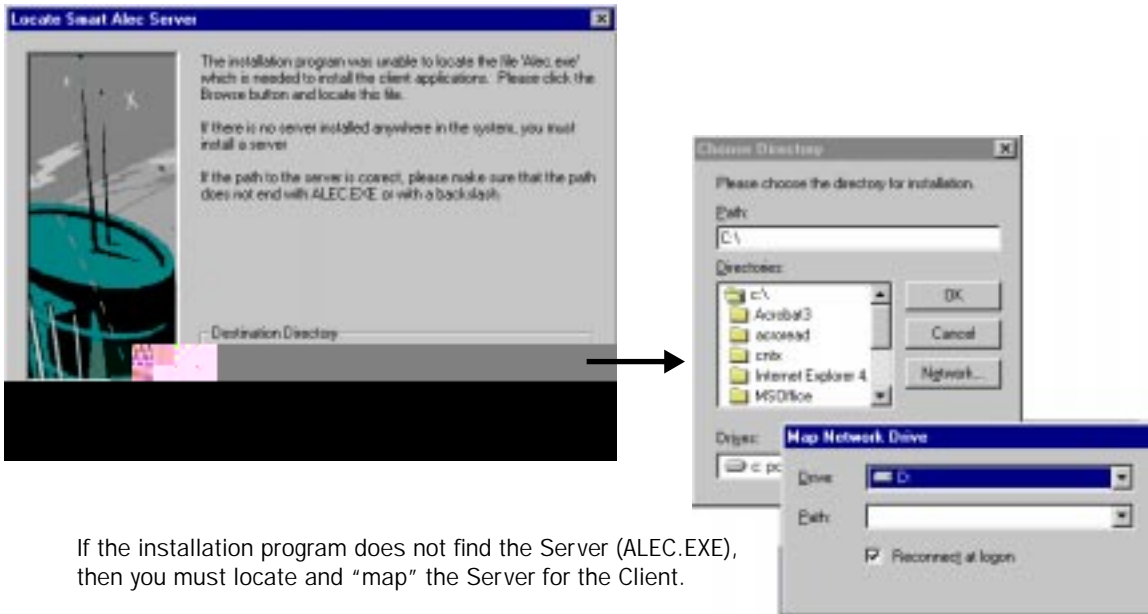 Locate Smart Alec Server
The installation program was unable to locate the file 'Alec.exe'
which is needed to install the client applications. Please click the
Browse button and locate this file.
If there is no server installed anywhere in the system, you must
install a server
If the path to the server is correct, please make sure that the path
does not end with ALEC.EXE or with a backslash.
Destination Directory
Choose Directory
Please choose the directory for installation.
Path:
C:\
Directories:
c:\
Acrobat3
acroread
Internet Explorer 4.
MSOffice
OK
Cancel
Network...
Drives:
c: pc
Map Network Drive
Drive:
D:
Path:
Reconnect at logon
If the installation program does not find the Server (ALEC.EXE),
then you must locate and “map” the Server for the Client.